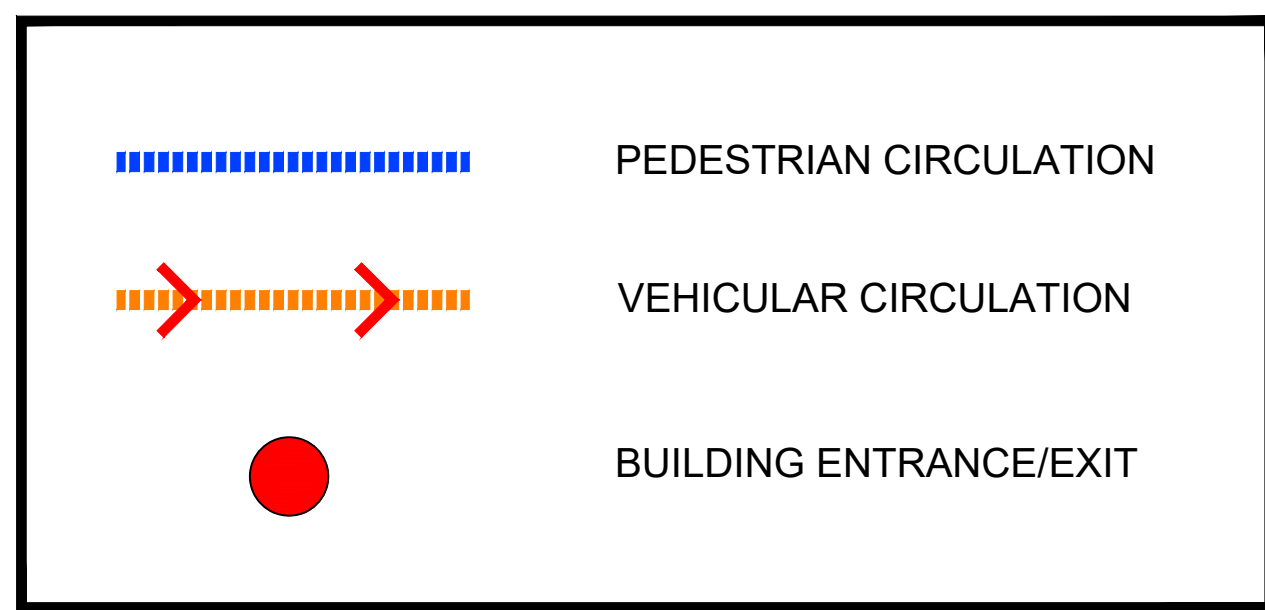 PEDESTRIAN CIRCULATION
VEHICULAR CIRCULATION
BUILDING ENTRANCE/EXIT